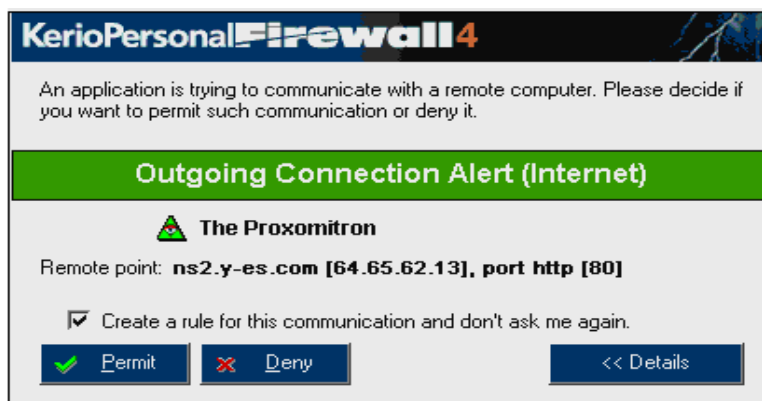 KerioPersonalFirewall4
An application is trying to communicate with a remote computer. Please decide if
you want to permit such communication or deny it.
Outgoing Connection Alert (Internet)
The Proxomitron
Remote point: ns2.y-es.com [64.65.62.13], port http [80]
Create a rule for this communication and don't ask me again.
Permit Deny << Details